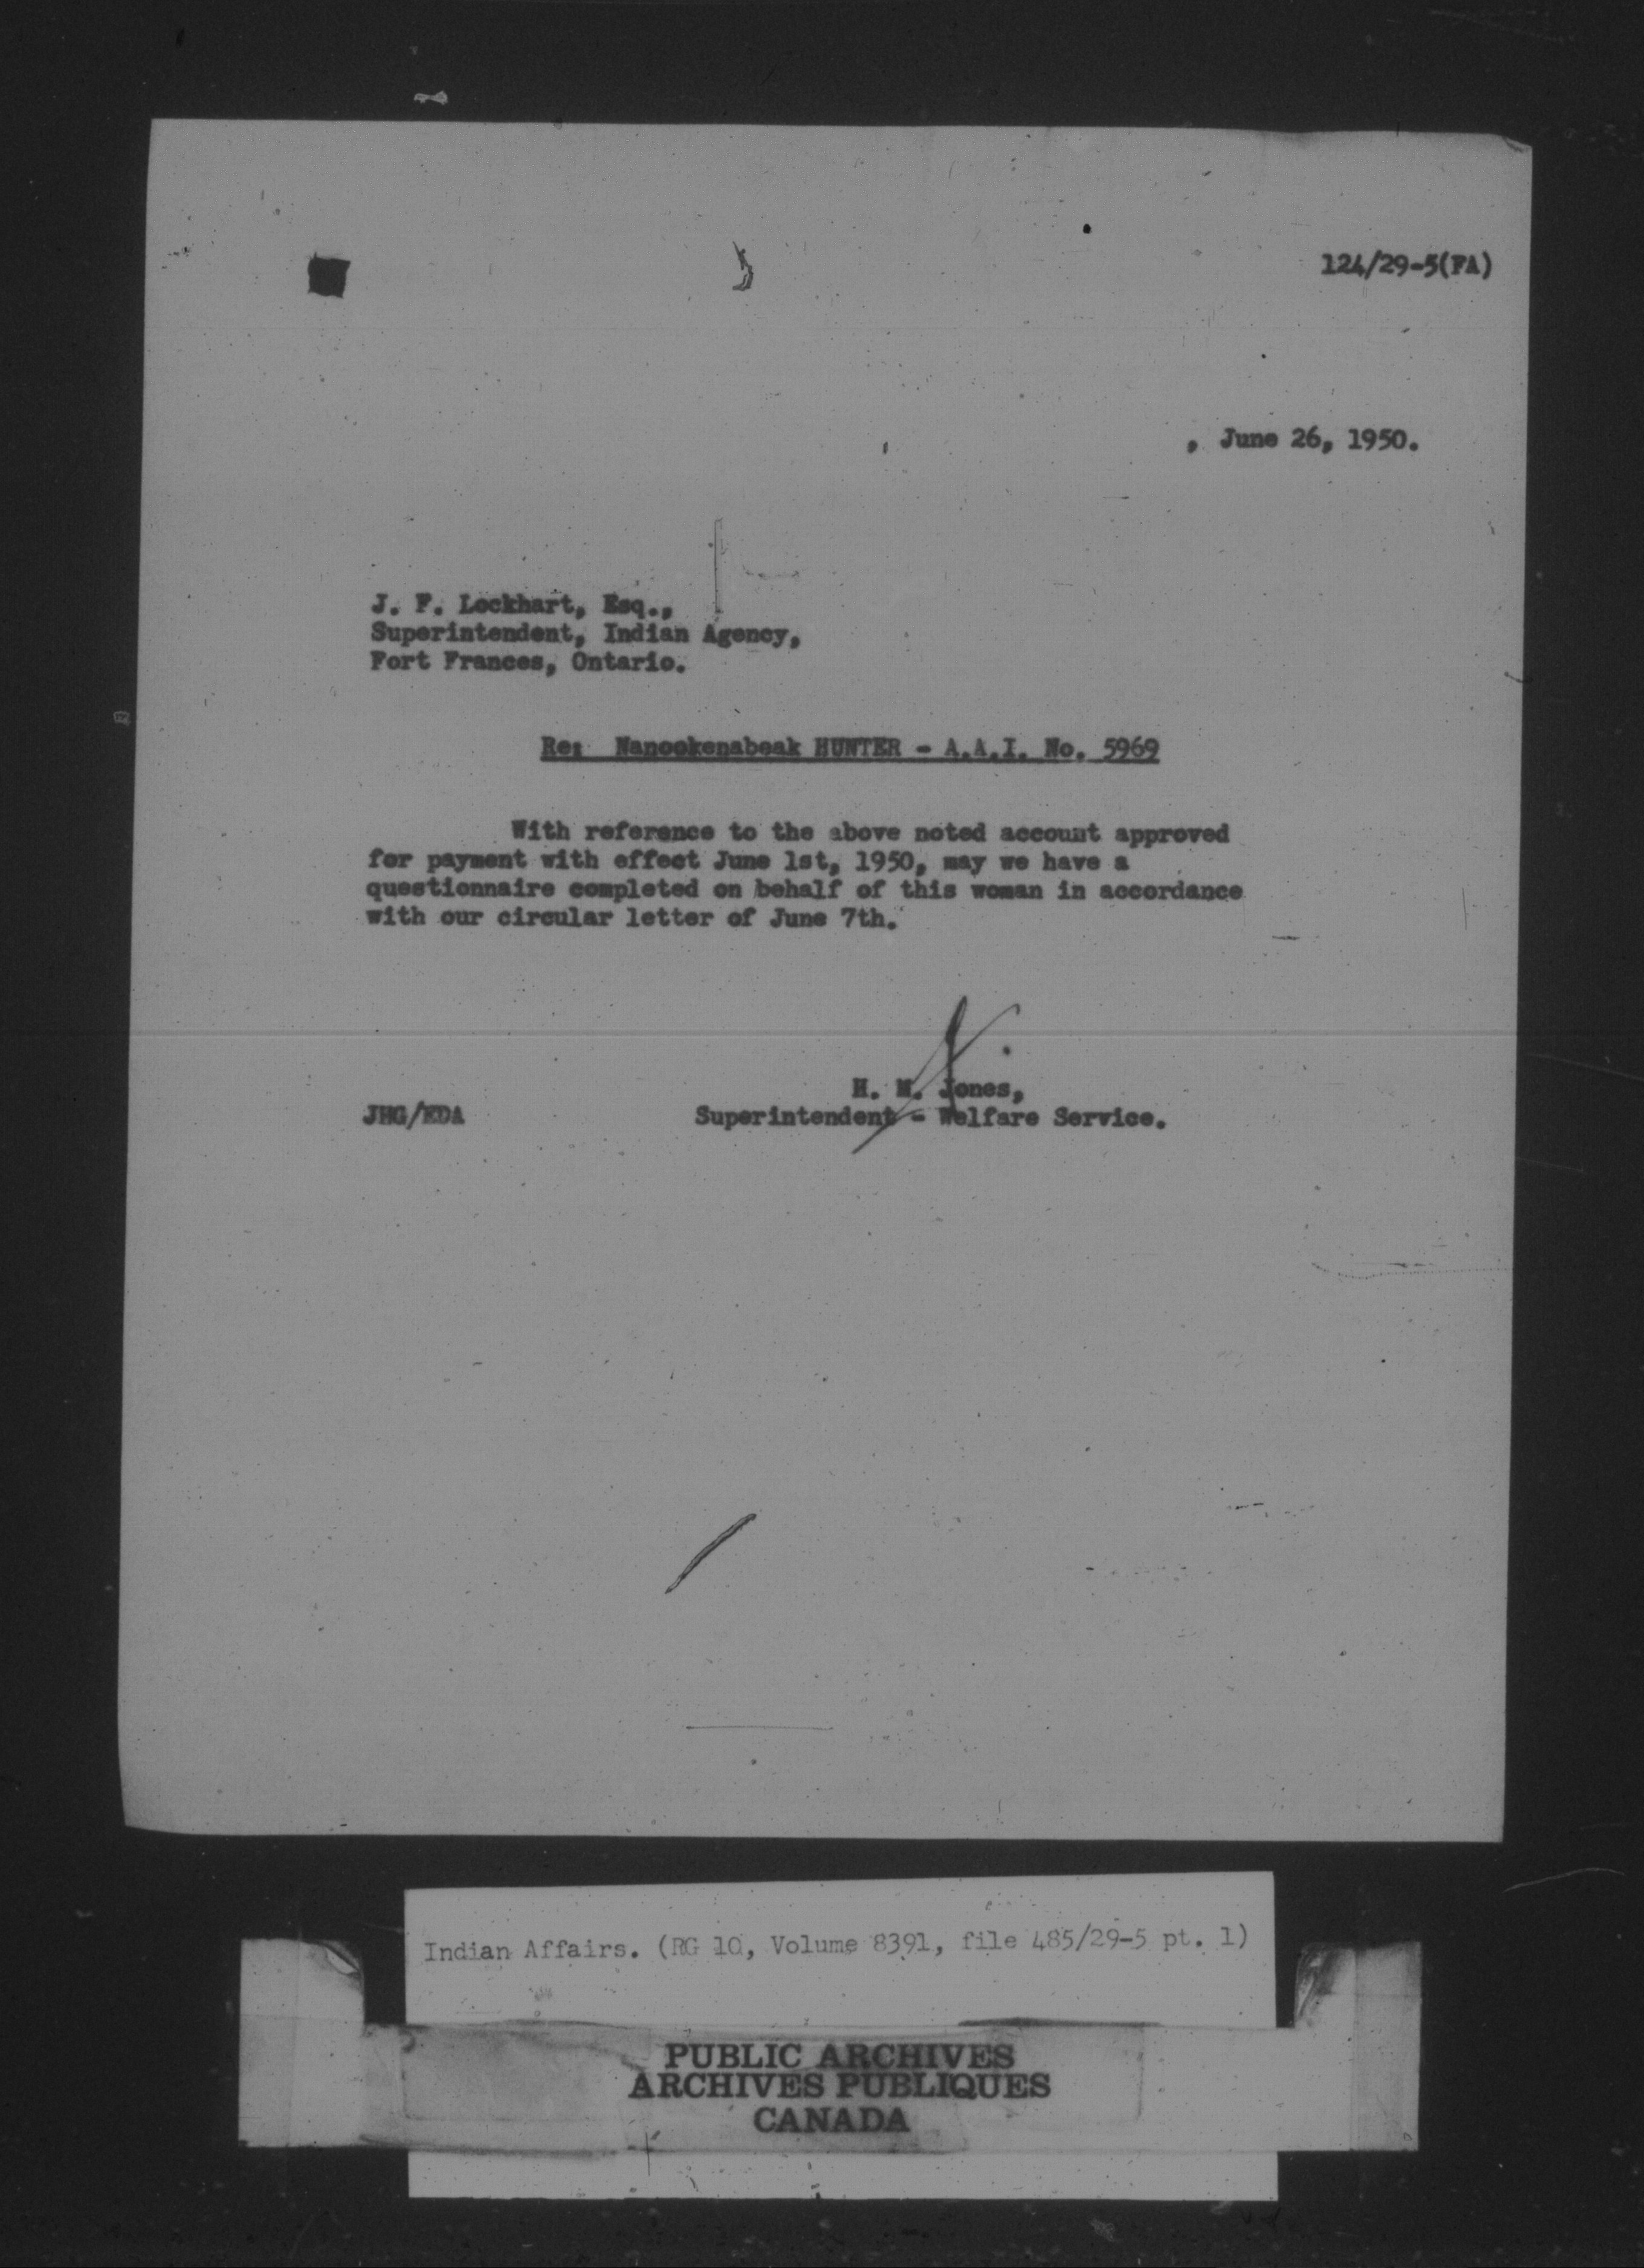 124/29-5(FA)
, June 26, 1950.
J. F. Lockhart, Esq.,
Superintendent, Indian Agency,
Fort Frances, Ontario.
Re: Nanookenabeak HUNTER - A.A.I. No. 5969
With reference to the above noted account approved
for payment with effect June 1st, 1950, may we have a
questionnaire completed on behalf of this woman in accordance
with our circular letter of June 7th.
H. M. Jones,
JHG/EDA Superintendent - Welfare Service.
Indian Affairs. (RG 10, Volume 8391, file 485/29-5 pt. 1)
PUBLIC ARCHIVES
ARCHIVES PUBLIQUES
CANADA